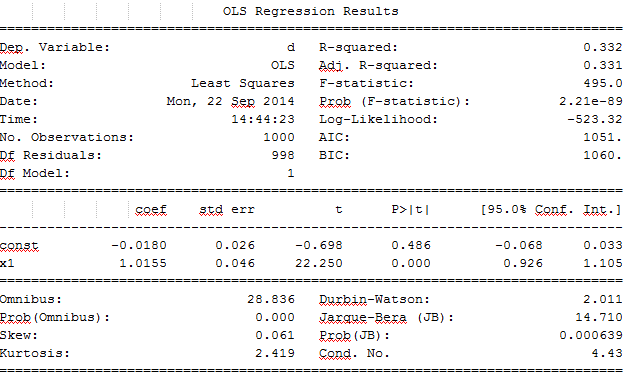 OLS Regression Results
==============================================================================
Dep. Variable: d R-squared: 0.332
Model: OLS Adj. R-squared: 0.331
Method: Least Squares F-statistic: 495.0
Date: Mon, 22 Sep 2014 Prob (F-statistic): 2.21e-89
Time: 14:44:23 Log-Likelihood: -523.32
No. Observations: 1000 AIC: 1051.
Df Residuals: 998 BIC: 1060.
Df Model: 1
==============================================================================
coef std err t P>|t| [95.0% Conf. Int.]
------------------------------------------------------------------------------
const -0.0180 0.026 -0.698 0.486 -0.068 0.033
x1 1.0155 0.046 22.250 0.000 0.926 1.105
==============================================================================
Omnibus: 28.836 Durbin-Watson: 2.011
Prob(Omnibus): 0.000 Jarque-Bera (JB): 14.710
Skew: 0.061 Prob(JB): 0.000639
Kurtosis: 2.419 Cond. No. 4.43
==============================================================================